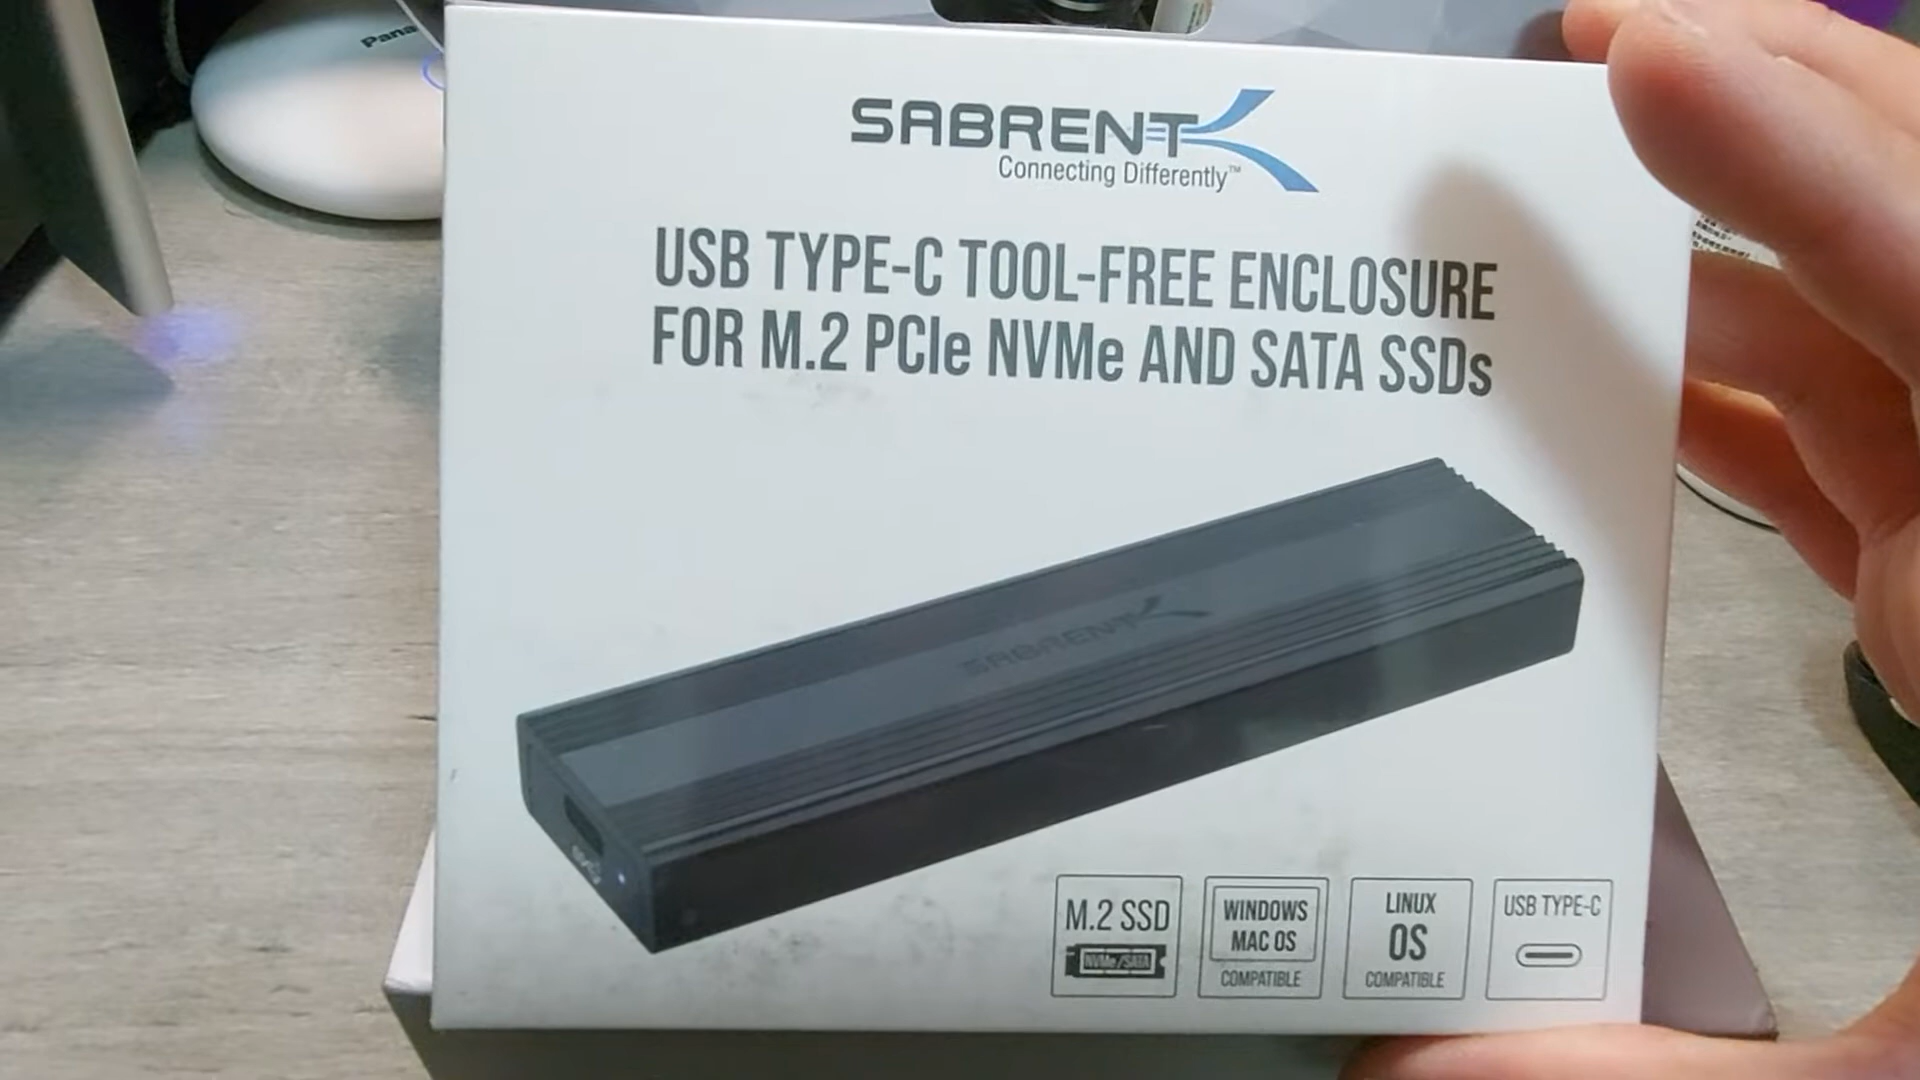 Pana
SABRENT
Connecting Differently™
USB TYPE-C TOOL-FREE ENCLOSURE
FOR M.2 PCIe NVMe AND SATA SSDs
SABRENT
M.2 SSD
NVMe/SATA
WINDOWS
MAC OS
COMPATIBLE
LINUX
OS
COMPATIBLE
USB TYPE-C